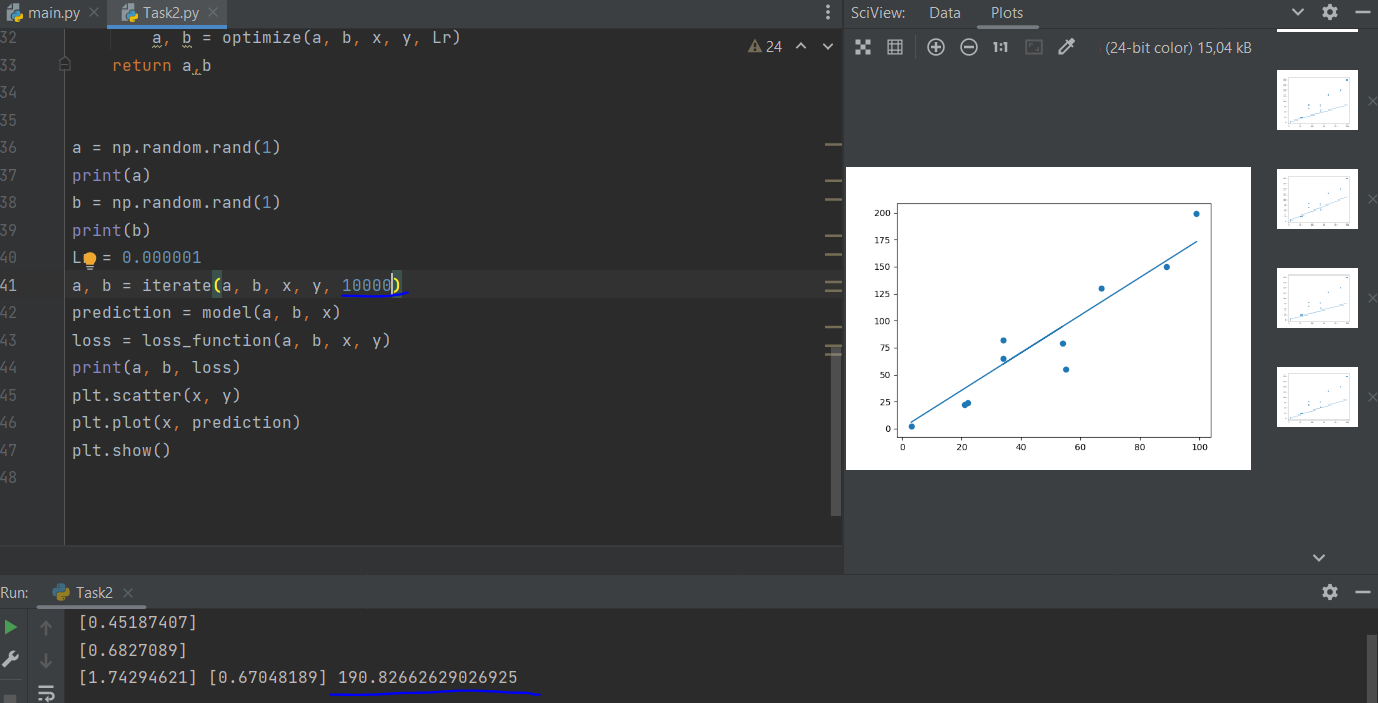 main.py Task2.py
SciView: Data Plots
32 a, b = optimize(a, b, x, y, Lr)
24
33 return a,b
34
35
36 a = np.random.rand(1)
37 print(a)
38 b = np.random.rand(1)
39 print(b)
40 L = 0.000001
41 a, b = iterate(a, b, x, y, 10000)
42 prediction = model(a, b, x)
43 loss = loss_function(a, b, x, y)
44 print(a, b, loss)
45 plt.scatter(x, y)
46 plt.plot(x, prediction)
47 plt.show()
48
1:1 (24-bit color) 15,04 kB
200
175
150
125
100
75
50
25
0
0 20 40 60 80 100
Run: Task2
[0.45187407]
[0.6827089]
[1.74294621] [0.67048189] 190.82662629026925